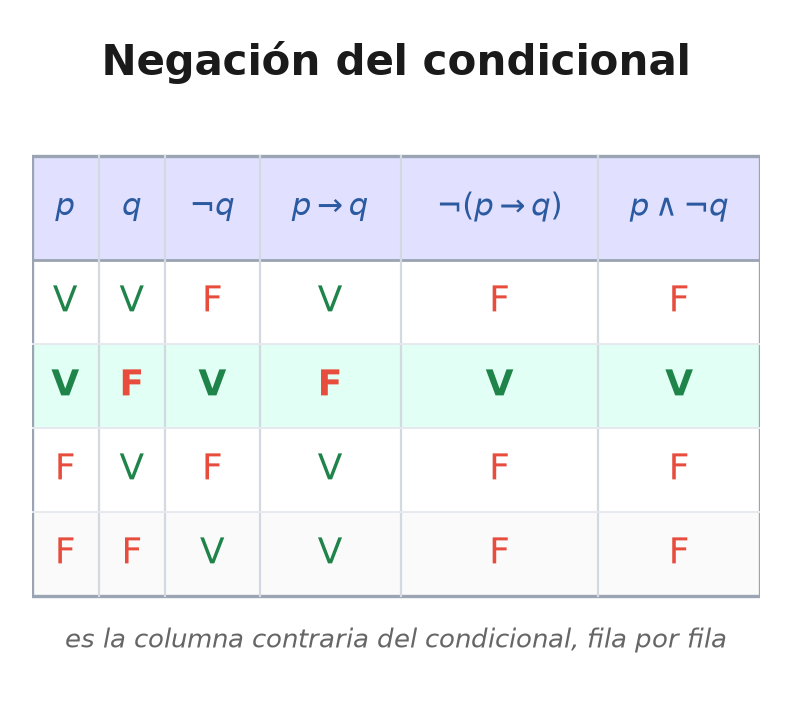 Negación del condicional
p q ¬q p → q ¬(p → q) p ∧ ¬q
V V F V F F
V F V F V V
F V F V F F
F F V V F F
es la columna contraria del condicional, fila por fila